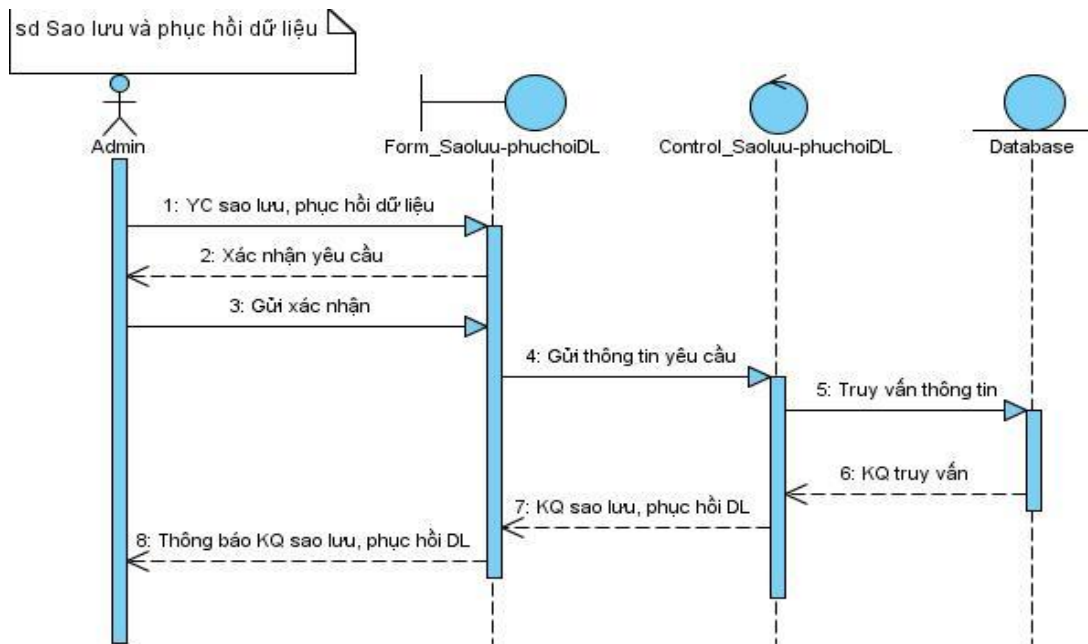 sd Sao lưu và phục hồi dữ liệu
Admin
Form_Saoluu-phuchoiDL
Control_Saoluu-phuchoiDL
Database
1: YC sao lưu, phục hồi dữ liệu
2: Xác nhận yêu cầu
3: Gửi xác nhận
4: Gửi thông tin yêu cầu
5: Truy vấn thông tin
6: KQ truy vấn
7: KQ sao lưu, phục hồi DL
8: Thông báo KQ sao lưu, phục hồi DL